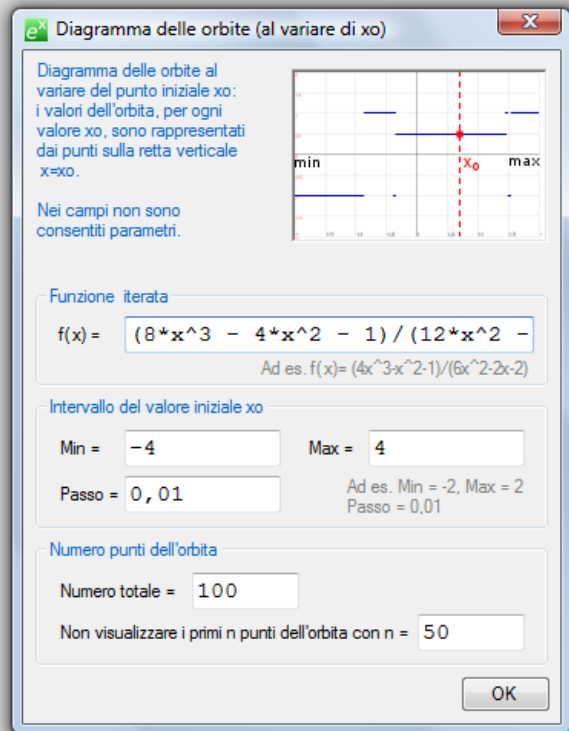 Diagramma delle orbite (al variare di xo)
Diagramma delle orbite al
variare del punto iniziale xo:
i valori dell'orbita, per ogni
valore xo, sono rappresentati
dai punti sulla retta verticale
x=xo.
Nei campi non sono
consentiti parametri.
min
xo
max
Funzione iterata
f(x) = (8*x^3 - 4*x^2 - 1)/(12*x^2 -
Ad es. f(x)= (4x^3-x^2-1)/(6x^2-2x-2)
Intervallo del valore iniziale xo
Min = -4 Max = 4
Passo = 0,01
Ad es. Min = -2, Max = 2
Passo = 0,01
Numero punti dell'orbita
Numero totale = 100
Non visualizzare i primi n punti dell'orbita con n = 50
OK